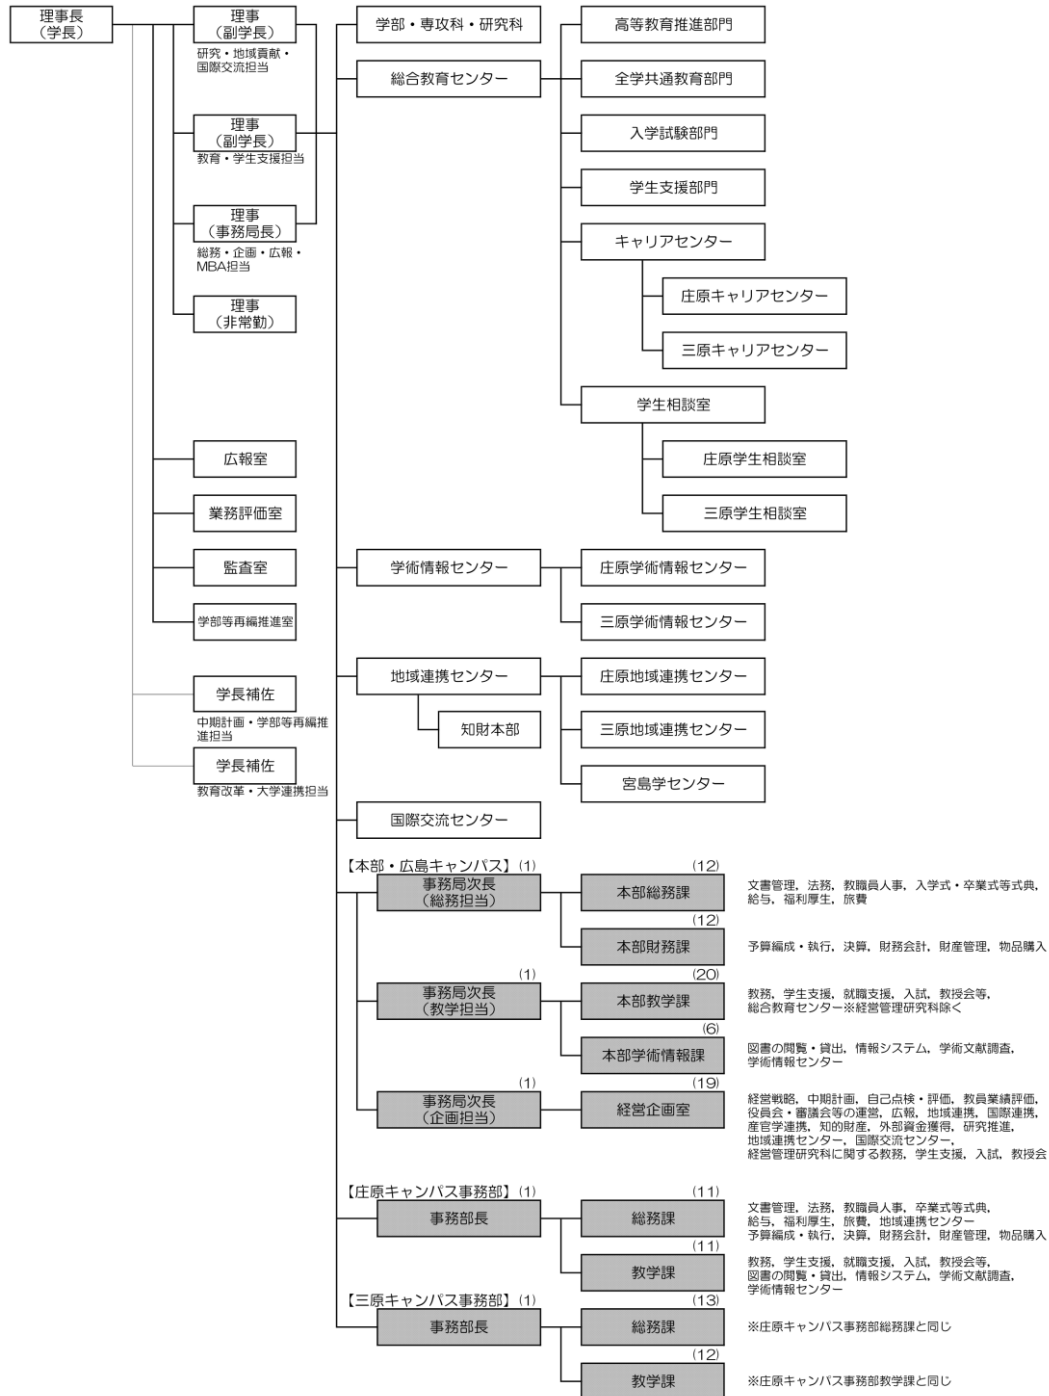 理事長
（学長）
理事
（副学長）
研究・地域貢献・
国際交流担当
理事
（副学長）
教育・学生支援担当
理事
（事務局長）
総務・企画・広報・
MBA担当
理事
（非常勤）
広報室
業務評価室
監査室
学部等再編推進室
学長補佐
中期計画・学部等再編推
進担当
学長補佐
教育改革・大学連携担当
学部・専攻科・研究科
総合教育センター
高等教育推進部門
全学共通教育部門
入学試験部門
学生支援部門
キャリアセンター
庄原キャリアセンター
三原キャリアセンター
学生相談室
庄原学生相談室
三原学生相談室
学術情報センター
庄原学術情報センター
三原学術情報センター
地域連携センター
知財本部
庄原地域連携センター
三原地域連携センター
宮島学センター
国際交流センター
【本部・広島キャンパス】(1)
事務局次長
（総務担当）
(12)
本部総務課
文書管理，法務，教職員人事，入学式・卒業式等式典，
給与，福利厚生，旅費
(12)
本部財務課
予算編成・執行，決算，財務会計，財産管理，物品購入
(1)
事務局次長
（教学担当）
(20)
本部教学課
教務，学生支援，就職支援，入試，教授会等，
総合教育センター※経営管理研究科除く
(6)
本部学術情報課
図書の閲覧・貸出，情報システム，学術文献調査，
学術情報センター
(1)
事務局次長
（企画担当）
(19)
経営企画室
経営戦略，中期計画，自己点検・評価，教員業績評価，
役員会・審議会等の運営，広報，地域連携，国際連携，
産官学連携，知的財産，外部資金獲得，研究推進，
地域連携センター，国際交流センター，
経営管理研究科に関する教務，学生支援，入試，教授会
【庄原キャンパス事務部】(1)
事務部長
(11)
総務課
文書管理，法務，教職員人事，卒業式等式典，
給与，福利厚生，旅費，地域連携センター
予算編成・執行，決算，財務会計，財産管理，物品購入
(11)
教学課
教務，学生支援，就職支援，入試，教授会等，
図書の閲覧・貸出，情報システム，学術文献調査，
学術情報センター
【三原キャンパス事務部】(1)
事務部長
(13)
総務課
※庄原キャンパス事務部総務課と同じ
(12)
教学課
※庄原キャンパス事務部教学課と同じ